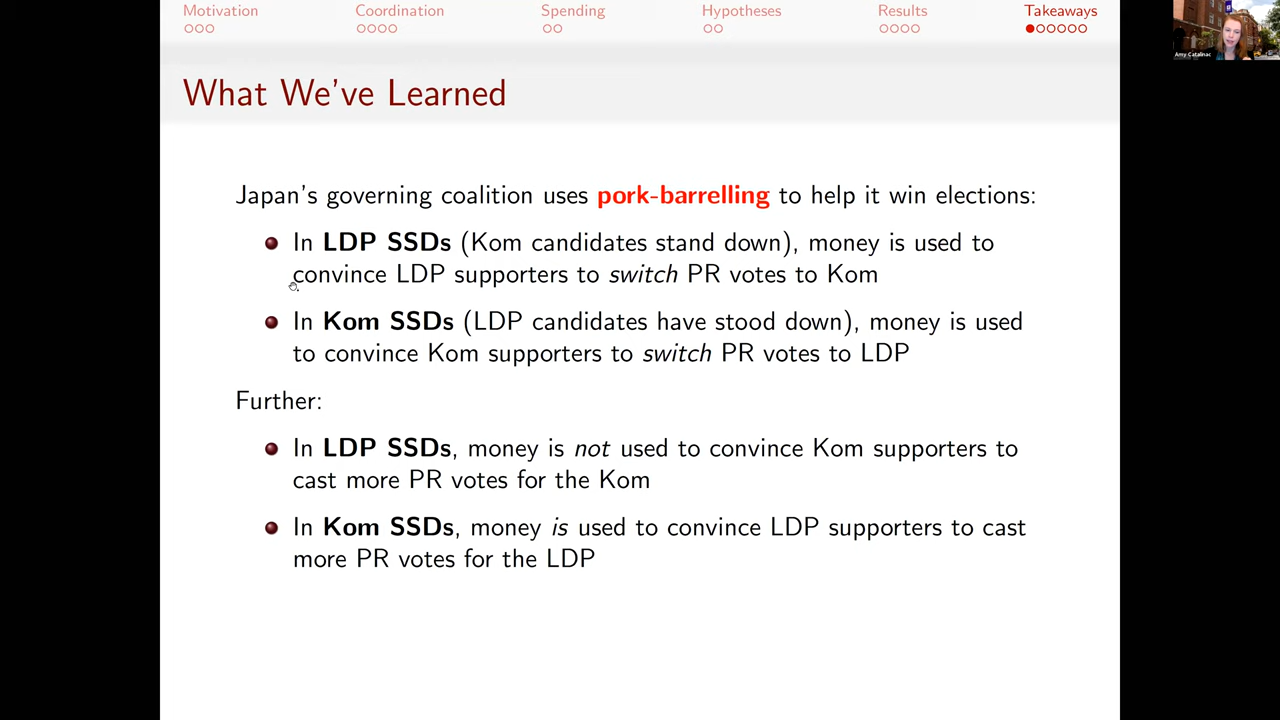 Motivation Coordination Spending Hypotheses Results Takeaways
Amy Catalinac
What We've Learned
Japan's governing coalition uses pork-barrelling to help it win elections:
In LDP SSDs (Kom candidates stand down), money is used to
convince LDP supporters to switch PR votes to Kom
In Kom SSDs (LDP candidates have stood down), money is used
to convince Kom supporters to switch PR votes to LDP
Further:
In LDP SSDs, money is not used to convince Kom supporters to
cast more PR votes for the Kom
In Kom SSDs, money is used to convince LDP supporters to cast
more PR votes for the LDP